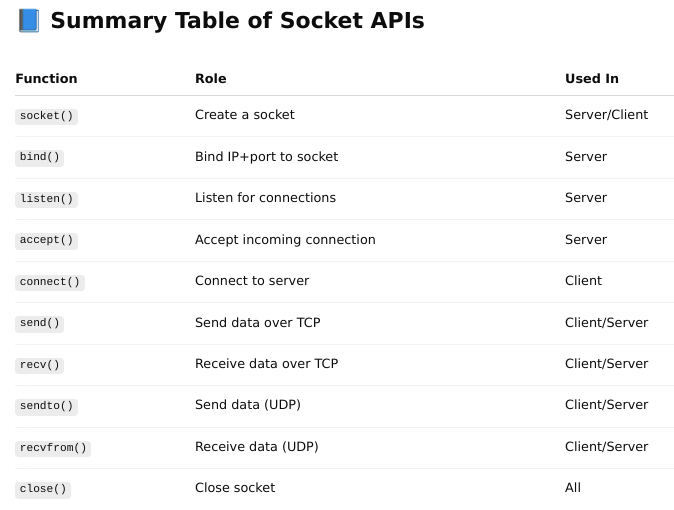 📘 Summary Table of Socket APIs
Function Role Used In
socket() Create a socket Server/Client
bind() Bind IP+port to socket Server
listen() Listen for connections Server
accept() Accept incoming connection Server
connect() Connect to server Client
send() Send data over TCP Client/Server
recv() Receive data over TCP Client/Server
sendto() Send data (UDP) Client/Server
recvfrom() Receive data (UDP) Client/Server
close() Close socket All